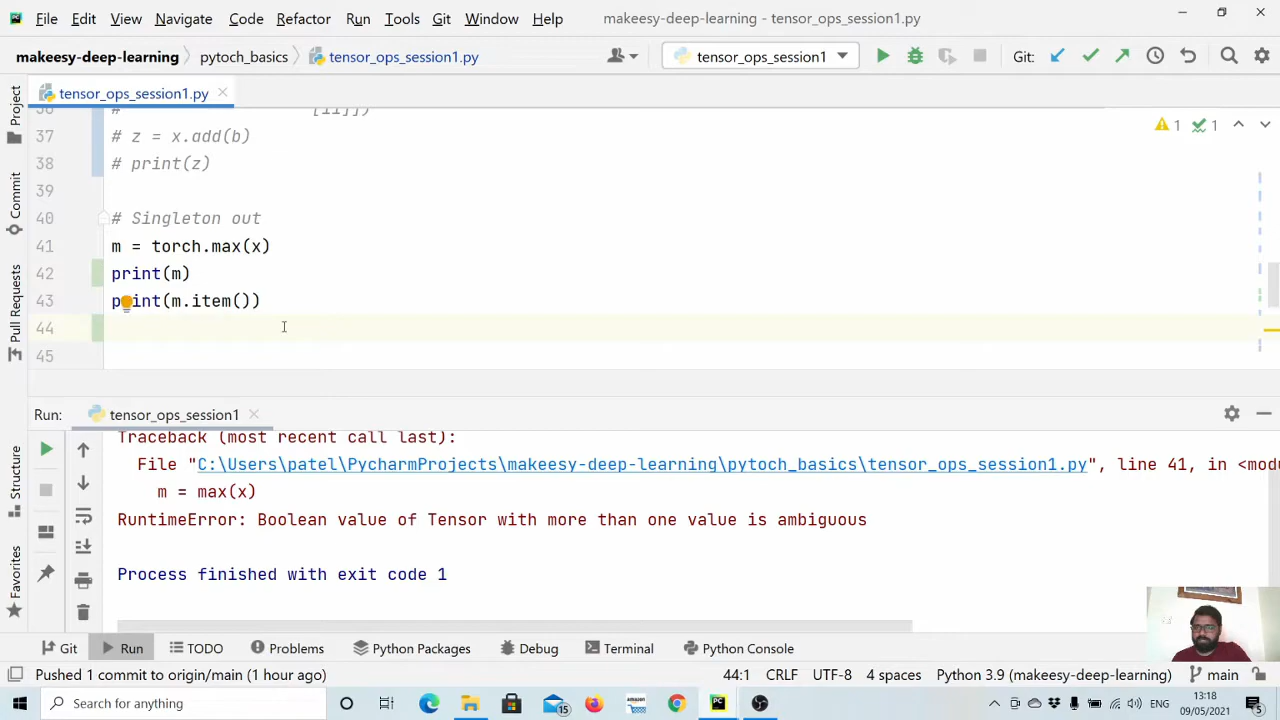 File Edit View Navigate Code Refactor Run Tools Git Window Help makeesy-deep-learning - tensor_ops_session1.py
makeesy-deep-learning pytoch_basics tensor_ops_session1.py tensor_ops_session1 Git:
tensor_ops_session1.py
Project
Commit
Pull Requests
Structure
Favorites
1 1
36 # [11]])
37 # z = x.add(b)
38 # print(z)
39
40 # Singleton out
41 m = torch.max(x)
42 print(m)
43 print(m.item())
44
45
Run: tensor_ops_session1
Traceback (most recent call last):
File "C:\Users\patel\PycharmProjects\makeesy-deep-learning\pytoch_basics\tensor_ops_session1.py", line 41, in <modu
m = max(x)
RuntimeError: Boolean value of Tensor with more than one value is ambiguous
Process finished with exit code 1
Git Run TODO Problems Python Packages Debug Terminal Python Console
Pushed 1 commit to origin/main (1 hour ago) 44:1 CRLF UTF-8 4 spaces Python 3.9 (makeesy-deep-learning) main
Search for anything
amazon
15
ENG
13:18
09/05/2021
5